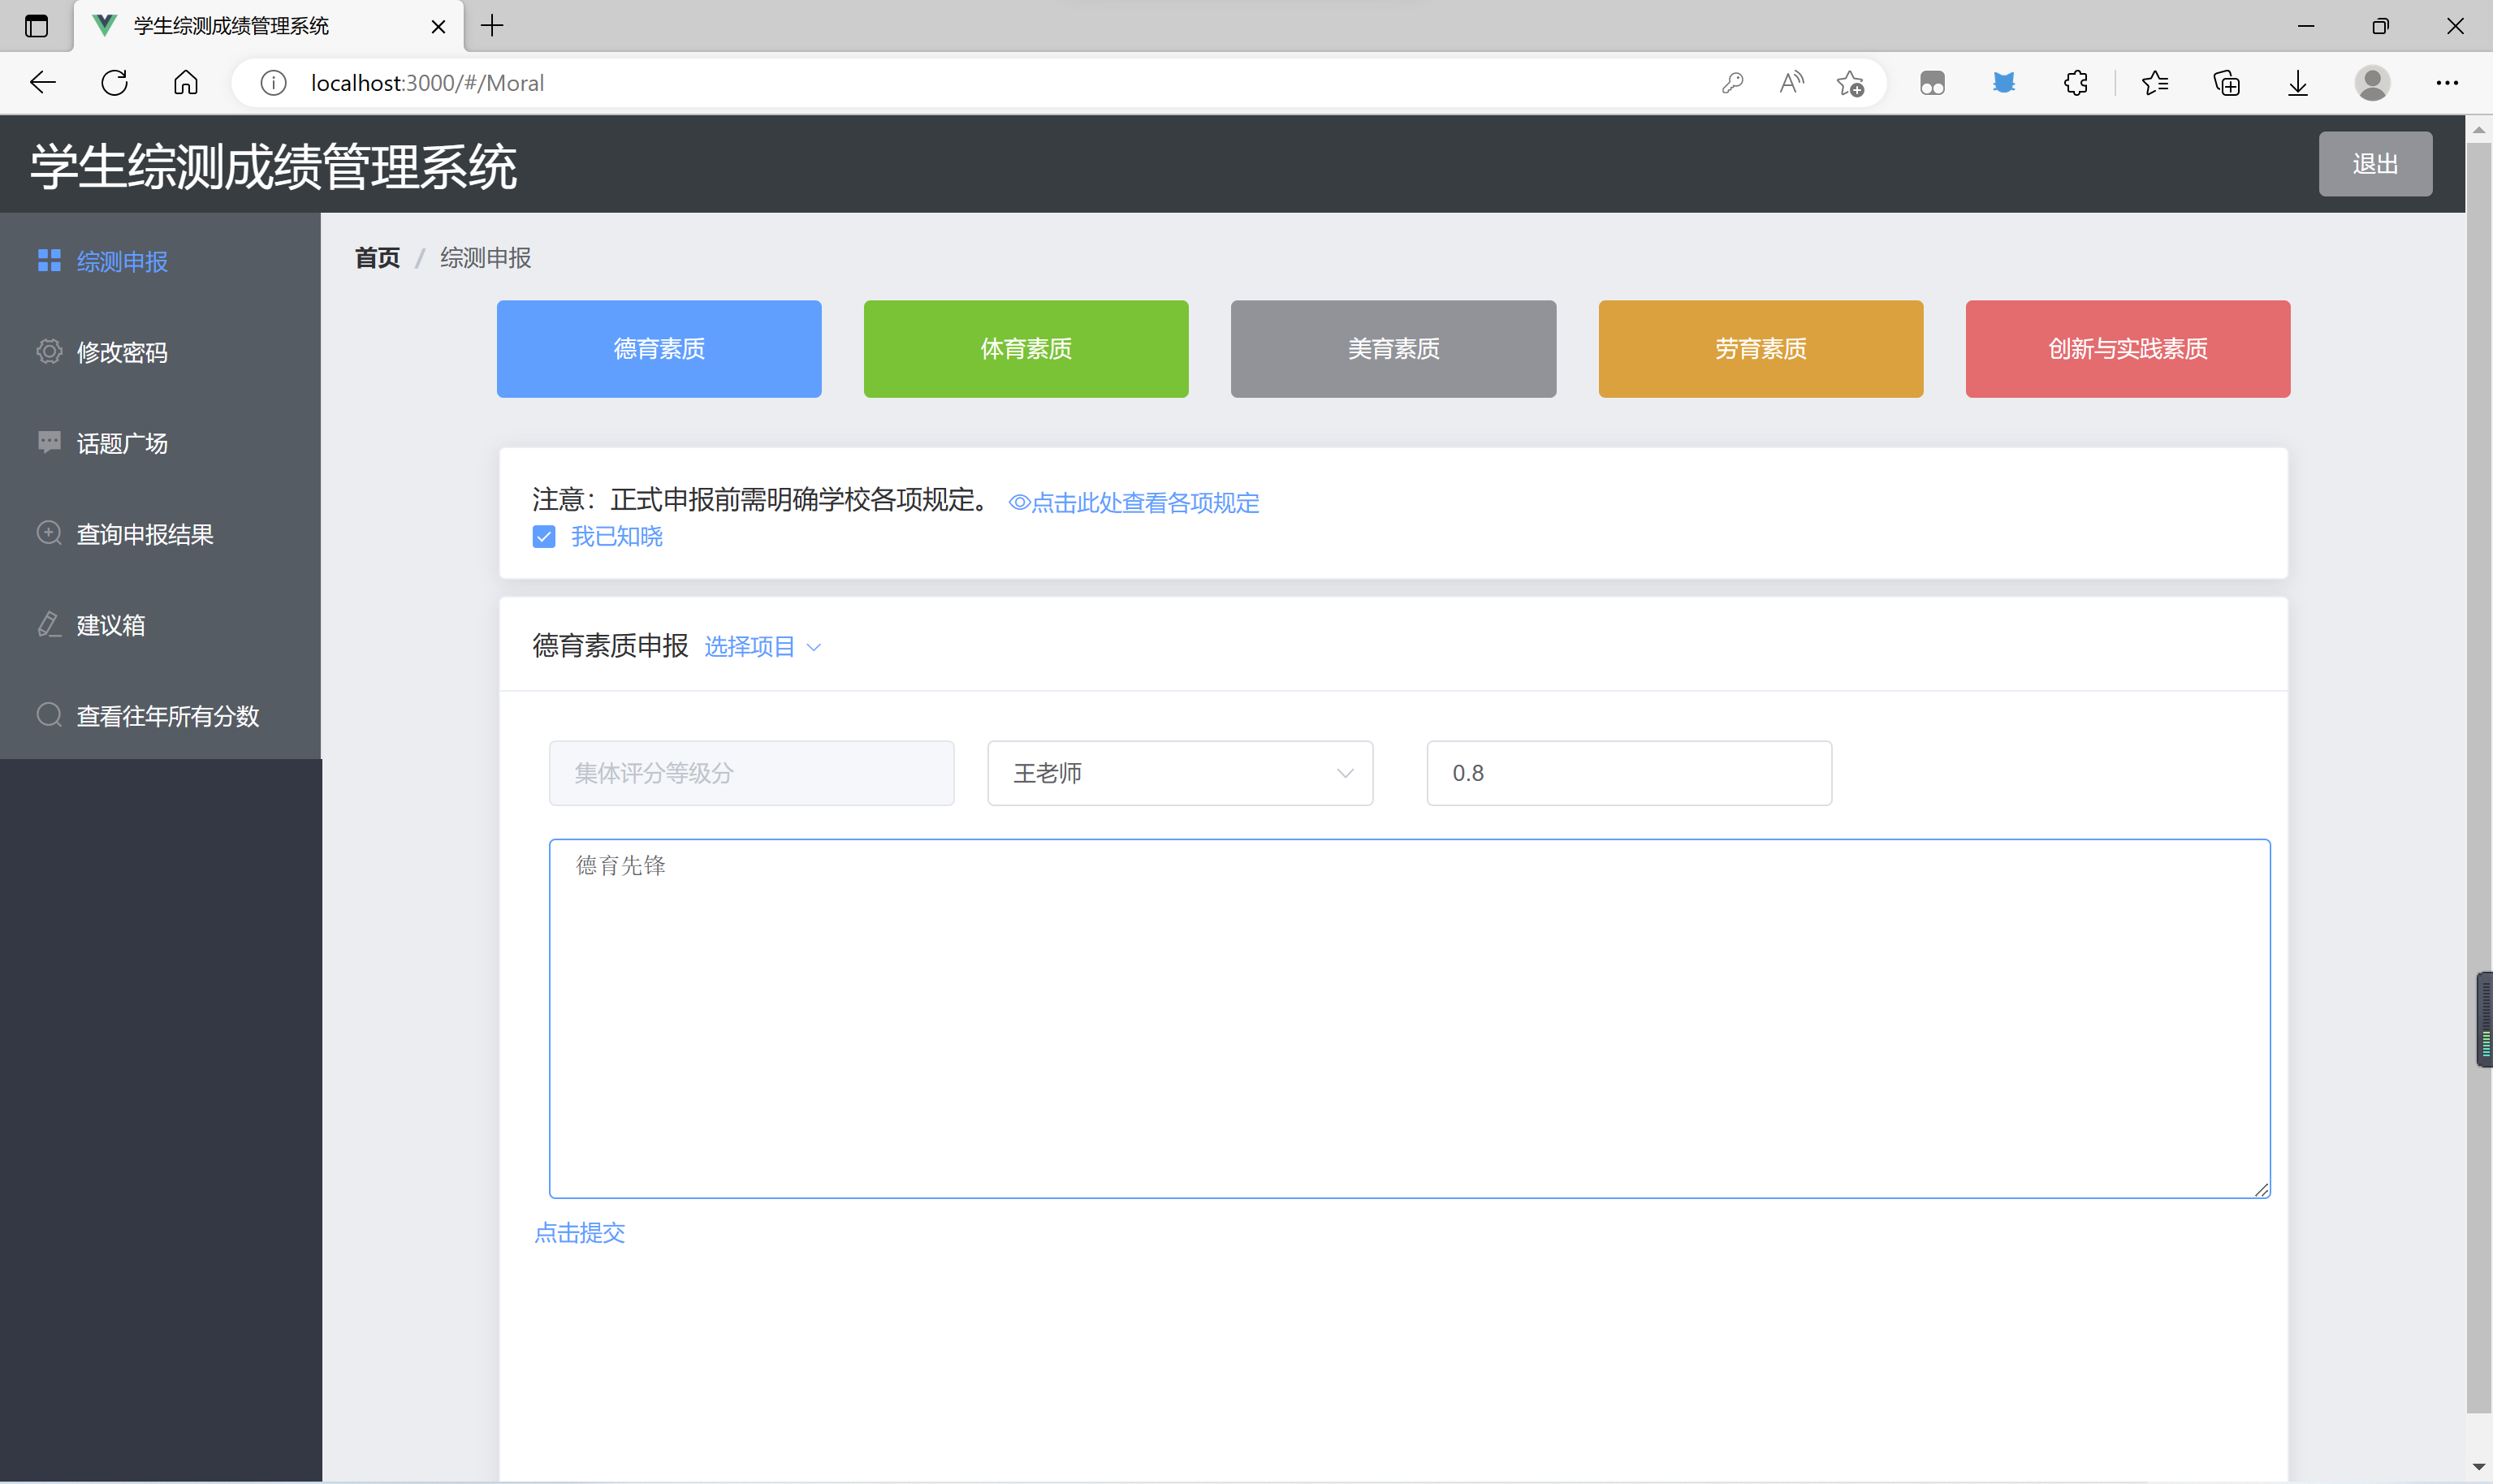 学生综测成绩管理系统
localhost:3000/#/Moral
学生综测成绩管理系统
退出
综测申报
修改密码
话题广场
查询申报结果
建议箱
查看往年所有分数
首页 / 综测申报
德育素质
体育素质
美育素质
劳育素质
创新与实践素质
注意：正式申报前需明确学校各项规定。 点击此处查看各项规定
我已知晓
德育素质申报 选择项目
集体评分等级分
王老师
0.8
德育先锋
点击提交